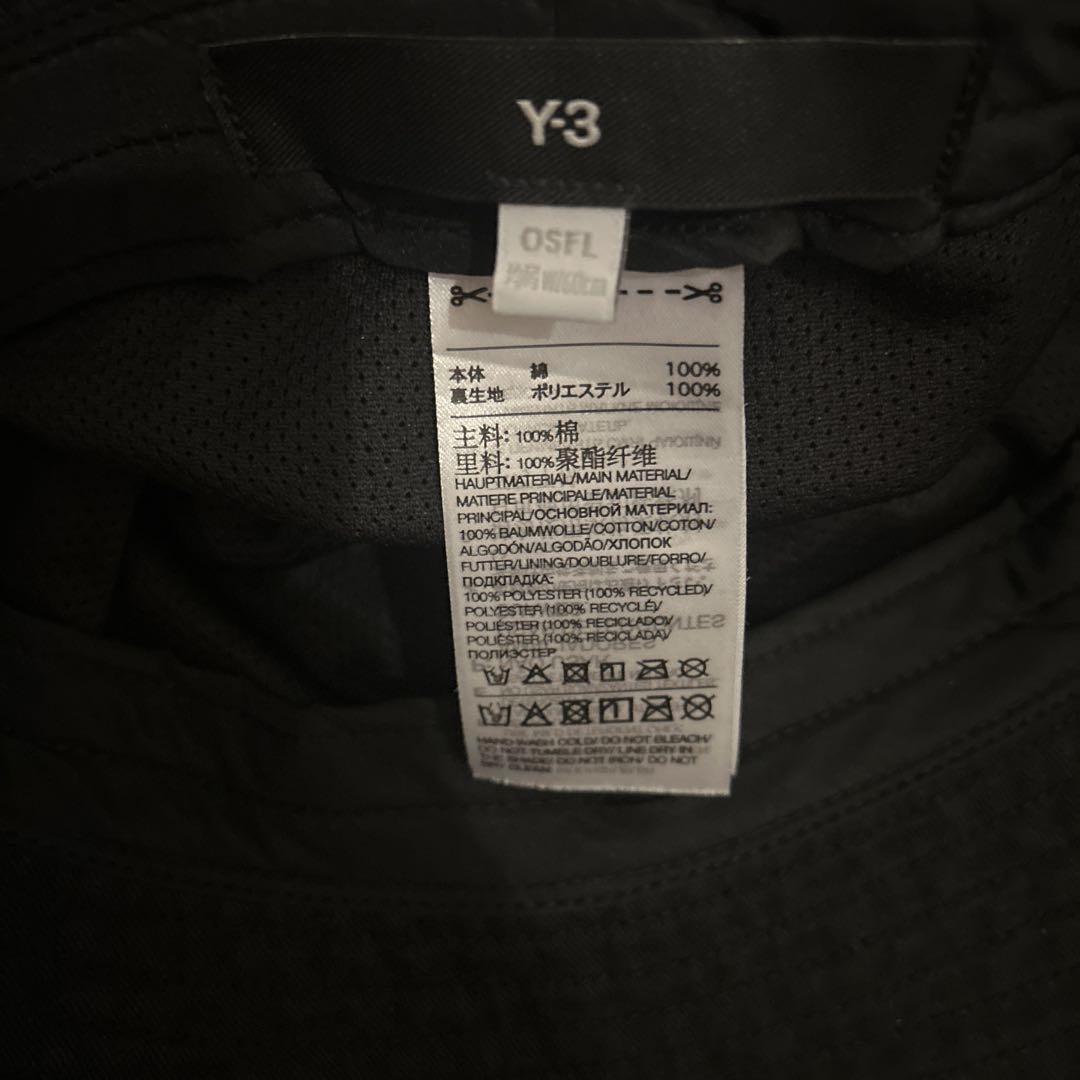 Y-3
OSFL
本体 綿 100%
裏生地 ポリエステル 100%
主料: 100%棉
里料: 100%聚酯纤维
HAUPTMATERIAL/MAIN MATERIAL/
MATIERE PRINCIPALE/MATERIAL
PRINCIPAL/ОСНОВНОЙ МАТЕРИАЛ:
100% BAUMWOLLE/COTTON/COTON/
ALGODÓN/ALGODÃO/ХЛОПОК
FUTTER/LINING/DOUBLURE/FORRO/
ПОДКЛАДКА:
100% POLYESTER (100% RECYCLED)/
POLYESTER (100% RECYCLÉ)/
POLIÉSTER (100% RECICLADO)/
POLIÉSTER (100% RECICLADA)/
ПОЛИЭСТЕР
HAND WASH COLD/ DO NOT BLEACH/
DO NOT TUMBLE DRY/ LINE DRY IN
THE SHADE/ DO NOT IRON/ DO NOT
DRY CLEAN